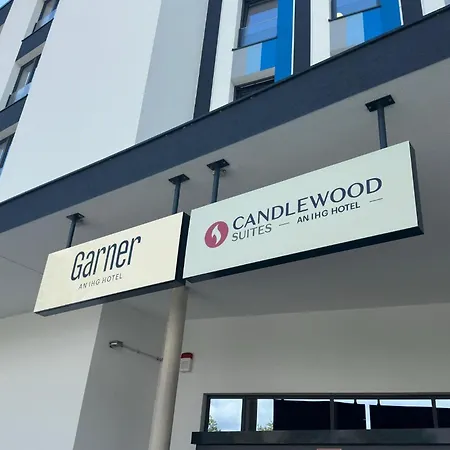 Garner
AN IHG HOTEL
CANDLEWOOD
SUITES — AN IHG HOTEL —